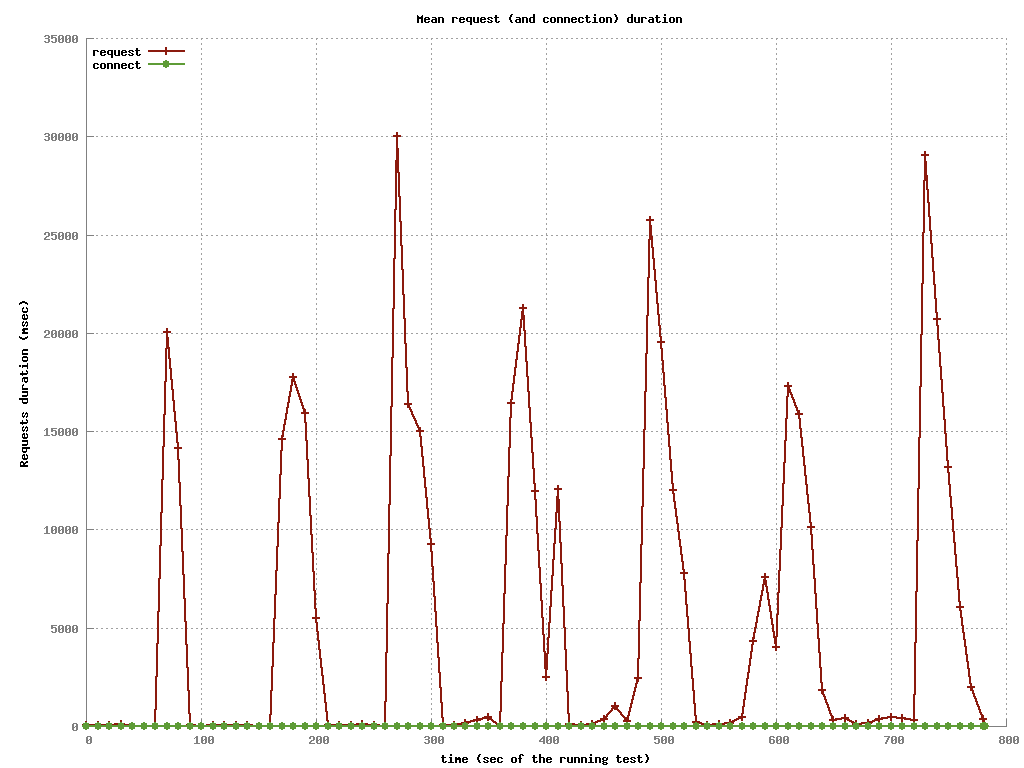 Mean request (and connection) duration
35000
request
connect
30000
25000
20000
15000
10000
5000
0
Requests duration (msec)
0 100 200 300 400 500 600 700 800
time (sec of the running test)